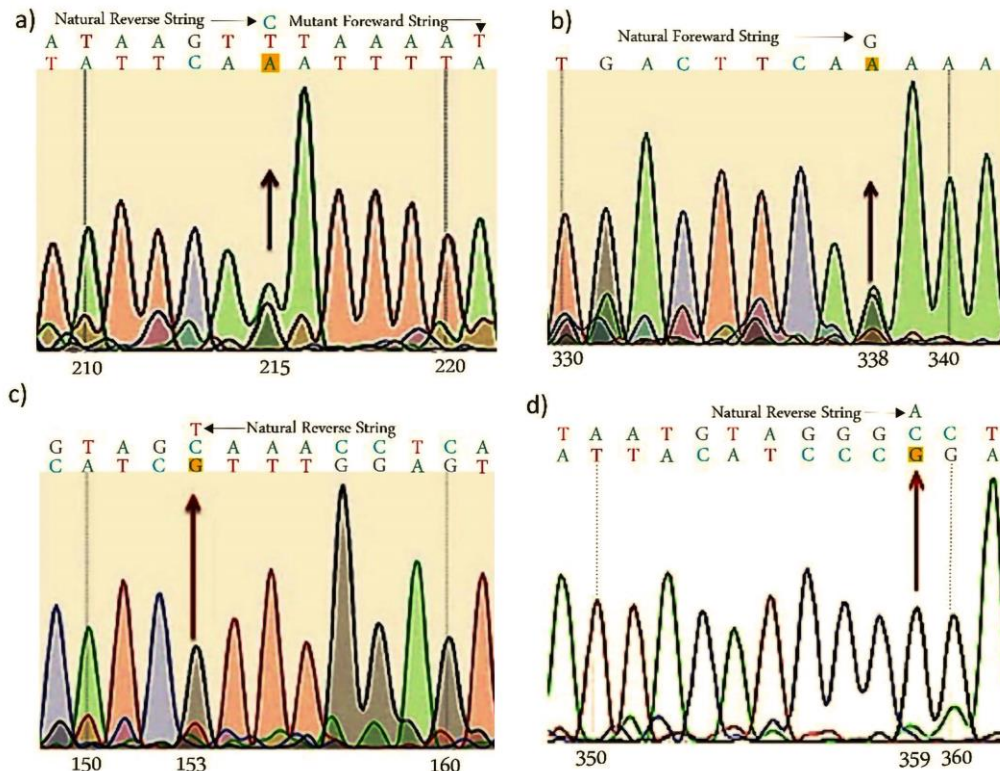 a)
Natural Reverse String C Mutant Foreward String
A T A A G T T T A A A A T
T A T T C A A A T T T T A
210 215 220
b)
Natural Foreward String G
T G A C T T C A A A A A
330 338 340
c)
T Natural Reverse String
G T A G C A A A C C T C A
C A T C G T T T G G A G T
150 153 160
d)
Natural Reverse String A
T A A T G T A G G G C C T
A T T A C A T C C C G G A
350 359 360